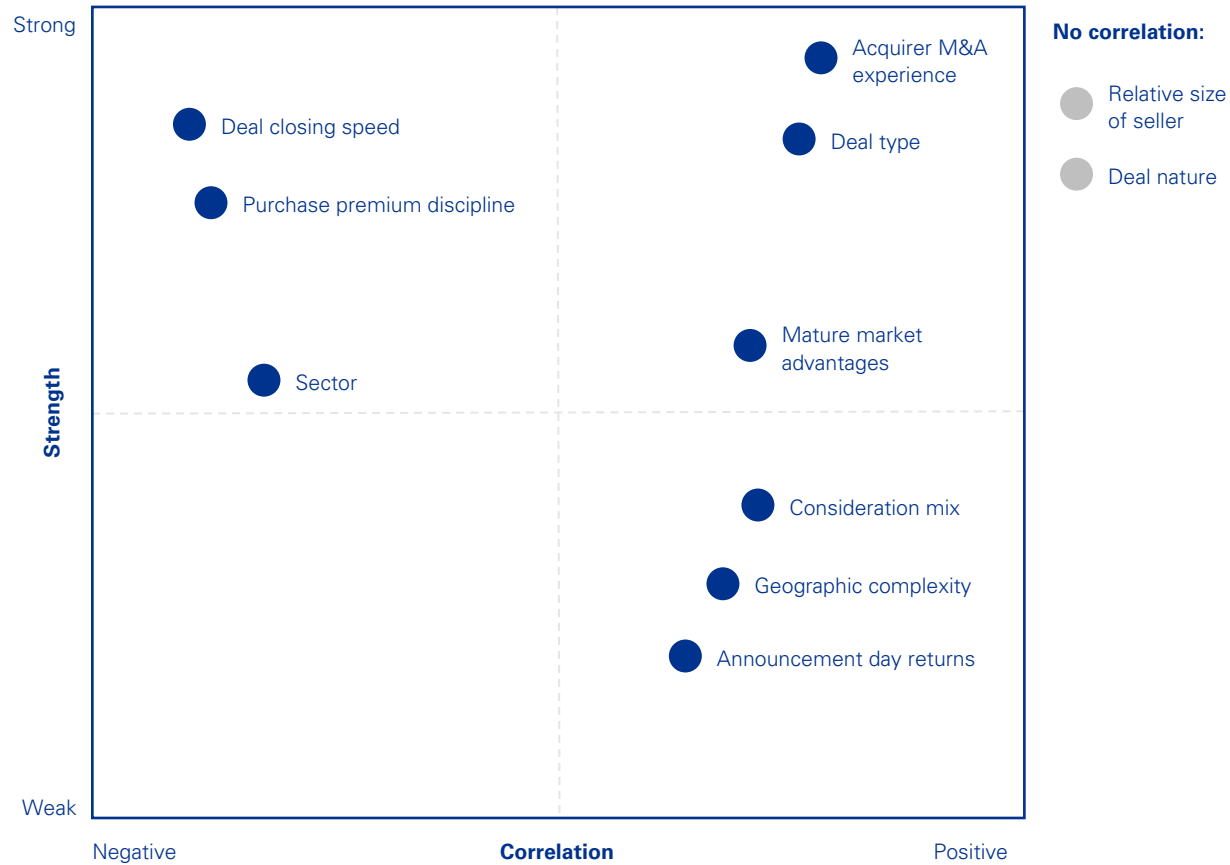 Strong
Acquirer M&A
experience
Deal closing speed
Deal type
Purchase premium discipline
Mature market
advantages
Sector
Strength
Consideration mix
Geographic complexity
Announcement day returns
Weak
Negative
Correlation
Positive
No correlation:
Relative size
of seller
Deal nature